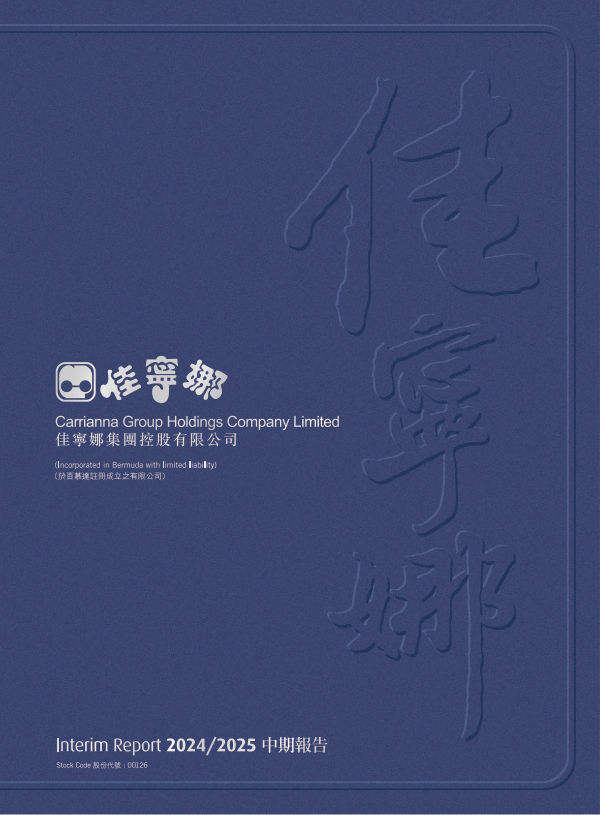 佳寧娜
佳寧娜
Carrianna Group Holdings Company Limited
佳寧娜集團控股有限公司
(Incorporated in Bermuda with limited liability)
(於百慕達註冊成立之有限公司)
Interim Report 2024/2025 中期報告
Stock Code 股份代號 : 00126